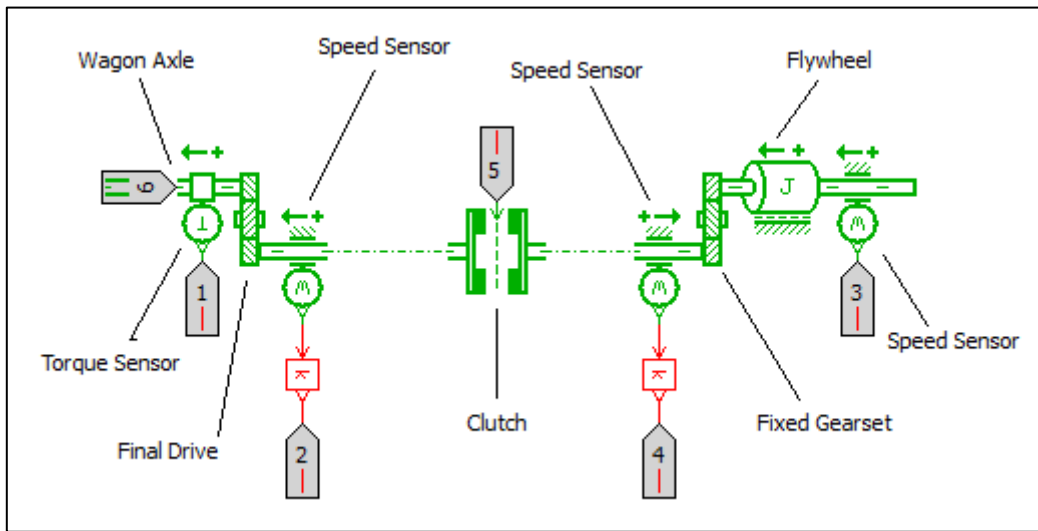 Speed Sensor
Wagon Axle
Speed Sensor
Flywheel
+
+
+
5
6
J
+
+
T
ω
ω
ω
1
3
Torque Sensor
Speed Sensor
K
K
Clutch
Fixed Gearset
Final Drive
2
4